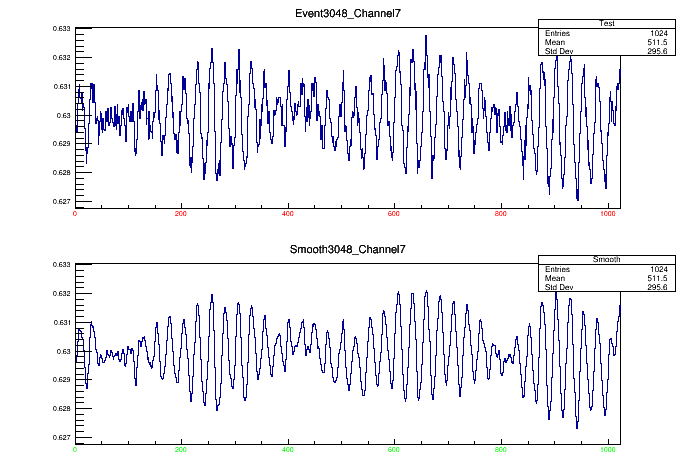 Event3048_Channel7
Test
Entries 1024
Mean 511.5
Std Dev 295.6
0.633
0.632
0.631
0.63
0.629
0.628
0.627
0 200 400 600 800 1000
Smooth3048_Channel7
Smooth
Entries 1024
Mean 511.5
Std Dev 295.6
0.633
0.632
0.631
0.63
0.629
0.628
0.627
0 200 400 600 800 1000